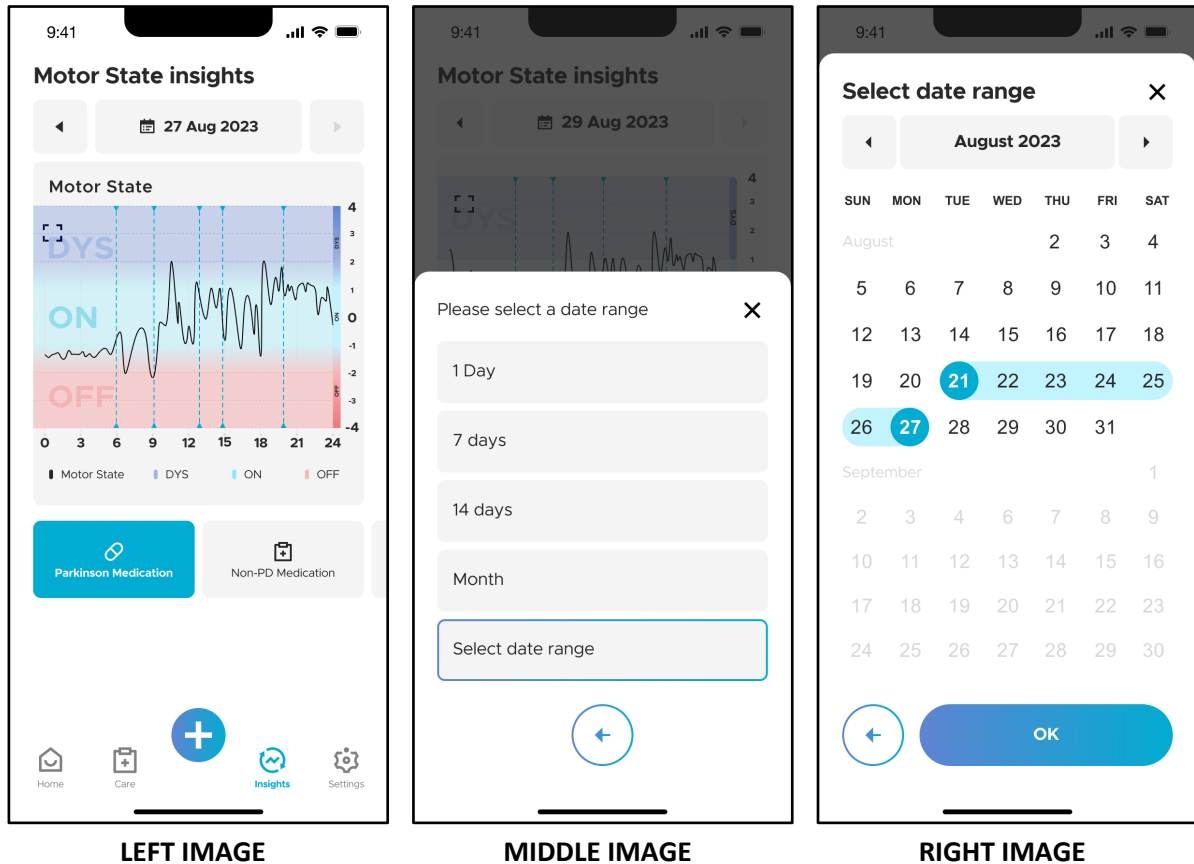 9:41
Motor State insights
27 Aug 2023
Motor State
4
3
DYS
DYS
2
1
ON
0
ON
-1
-2
OFF
OFF
-3
-4
0 3 6 9 12 15 18 21 24
Motor State DYS ON OFF
Parkinson Medication
Non-PD Medication
Home
Care
Insights
Settings
LEFT IMAGE
9:41
Motor State insights
29 Aug 2023
4
3
DYS
DYS
2
1
Please select a date range
1 Day
7 days
14 days
Month
Select date range
MIDDLE IMAGE
9:41
Select date range
August 2023
SUN MON TUE WED THU FRI SAT
August 2 3 4
5 6 7 8 9 10 11
12 13 14 15 16 17 18
19 20 21 22 23 24 25
26 27 28 29 30 31
September 1
2 3 4 6 7 8 9
10 11 12 13 14 15 16
17 18 19 20 21 22 23
24 25 26 27 28 29 30
OK
RIGHT IMAGE